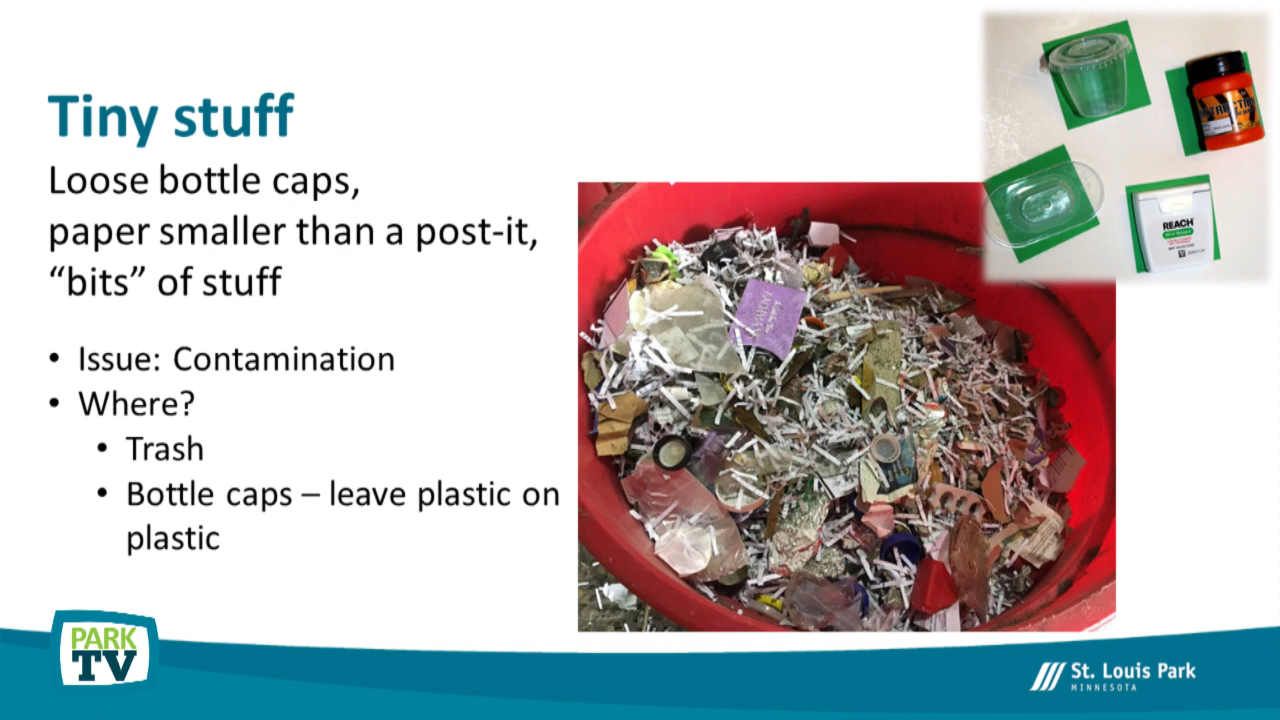 Tiny stuff
Loose bottle caps,
paper smaller than a post-it,
“bits” of stuff
• Issue: Contamination
• Where?
• Trash
• Bottle caps – leave plastic on
plastic
REACH
PARK
TV
St. Louis Park
MINNESOTA